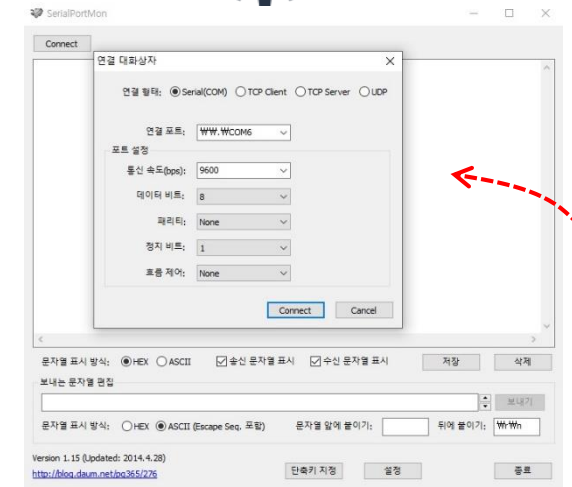 SerialPortMon
Connect
연결 대화상자
연결 형태: Serial(COM) TCP Client TCP Server UDP
연결 포트: ₩₩.₩COM6
포트 설정
통신 속도(bps): 9600
데이터 비트: 8
패리티: None
정지 비트: 1
흐름 제어: None
Connect Cancel
문자열 표시 방식: HEX ASCII 송신 문자열 표시 수신 문자열 표시 저장 삭제
보내는 문자열 편집
보내기
문자열 표시 방식: HEX ASCII (Escape Seq. 포함) 문자열 앞에 붙이기: 뒤에 붙이기: ₩r₩n
Version 1.15 (Updated: 2014.4.28)
http://blog.daum.net/pg365/276
단축키 지정 설정 종료